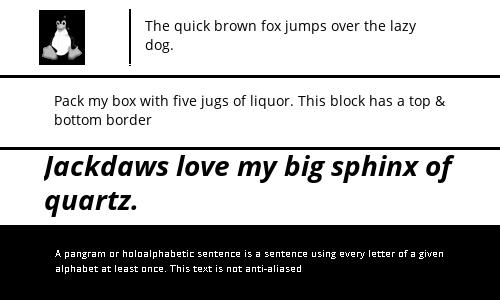 The quick brown fox jumps over the lazy
dog.
Pack my box with five jugs of liquor. This block has a top &
bottom border
Jackdaws love my big sphinx of
quartz.
A pangram or holoalphabetic sentence is a sentence using every letter of a given
alphabet at least once. This text is not anti-aliased